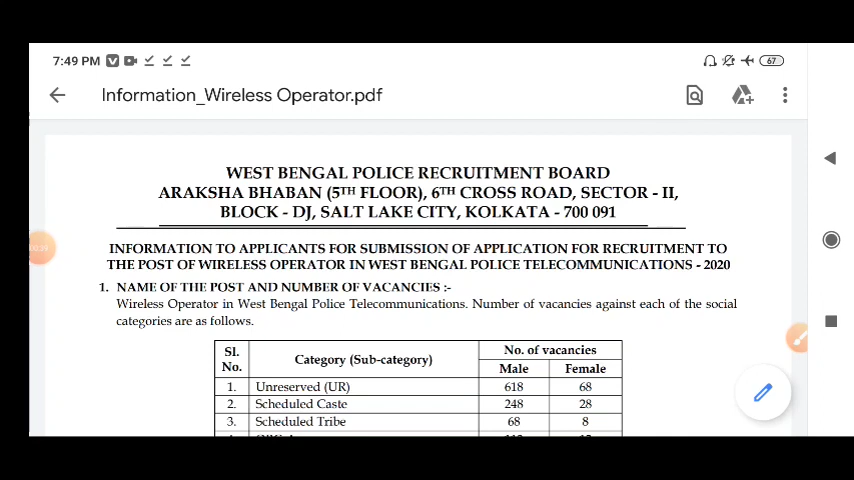 7:49 PM
67
Information_Wireless Operator.pdf
WEST BENGAL POLICE RECRUITMENT BOARD
ARAKSHA BHABAN (5TH FLOOR), 6TH CROSS ROAD, SECTOR - II,
BLOCK - DJ, SALT LAKE CITY, KOLKATA - 700 091
INFORMATION TO APPLICANTS FOR SUBMISSION OF APPLICATION FOR RECRUITMENT TO
THE POST OF WIRELESS OPERATOR IN WEST BENGAL POLICE TELECOMMUNICATIONS - 2020
1. NAME OF THE POST AND NUMBER OF VACANCIES :-
Wireless Operator in West Bengal Police Telecommunications. Number of vacancies against each of the social
categories are as follows.
Sl. No. Category (Sub-category) No. of vacancies
Male Female
1. Unreserved (UR) 618 68
2. Scheduled Caste 248 28
3. Scheduled Tribe 68 8